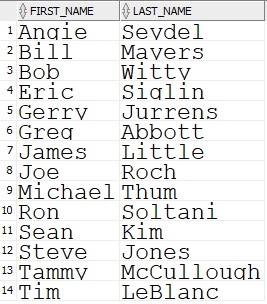 FIRST_NAME LAST_NAME
1 Angie Seydel
2 Bill Mayers
3 Bob Witty
4 Eric Siglin
5 Gerry Jurrens
6 Greg Abbott
7 James Little
8 Joe Roch
9 Michael Thum
10 Ron Soltani
11 Sean Kim
12 Steve Jones
13 Tammy McCullough
14 Tim LeBlanc